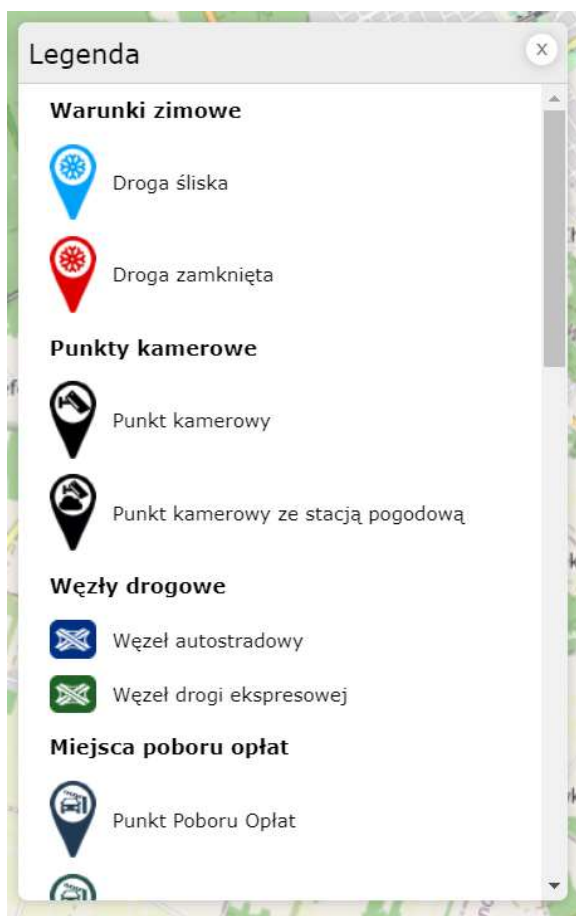 Legenda
x
Warunki zimowe
Droga śliska
Droga zamknięta
Punkty kamerowe
Punkt kamerowy
Punkt kamerowy ze stacją pogodową
Węzły drogowe
Węzeł autostradowy
Węzeł drogi ekspresowej
Miejsca poboru opłat
Punkt Poboru Opłat